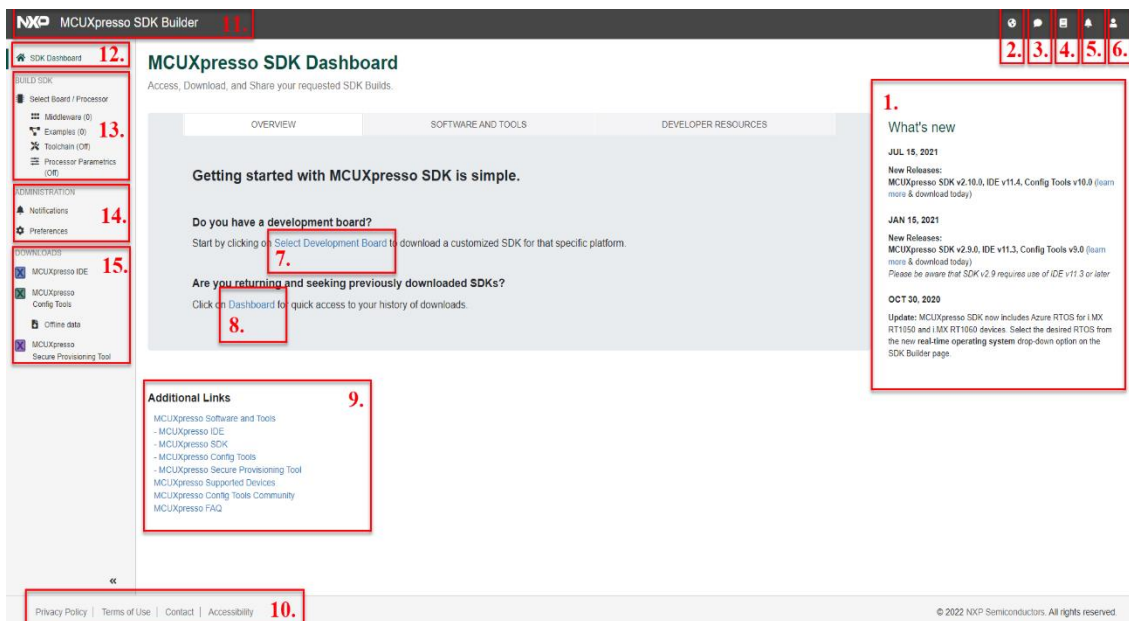 NXP MCUXpresso SDK Builder 11.
2. 3. 4. 5. 6.
SDK Dashboard 12.
BUILD SDK
Select Board / Processor
Middleware (0)
Examples (0) 13.
Toolchain (Off)
Processor Parametrics
(Off)
ADMINISTRATION
Notifications 14.
Preferences
DOWNLOADS
MCUXpresso IDE 15.
MCUXpresso
Config Tools
Offline data
MCUXpresso
Secure Provisioning Tool
«
MCUXpresso SDK Dashboard
Access, Download, and Share your requested SDK Builds.
OVERVIEW SOFTWARE AND TOOLS DEVELOPER RESOURCES
Getting started with MCUXpresso SDK is simple.
Do you have a development board?
Start by clicking on Select Development Board to download a customized SDK for that specific platform.
7.
Are you returning and seeking previously downloaded SDKs?
Click on Dashboard for quick access to your history of downloads.
8.
Additional Links 9.
MCUXpresso Software and Tools
- MCUXpresso IDE
- MCUXpresso SDK
- MCUXpresso Config Tools
- MCUXpresso Secure Provisioning Tool
MCUXpresso Supported Devices
MCUXpresso Config Tools Community
MCUXpresso FAQ
1.
What's new
JUL 15, 2021
New Releases:
MCUXpresso SDK v2.10.0, IDE v11.4, Config Tools v10.0 (learn
more & download today)
JAN 15, 2021
New Releases:
MCUXpresso SDK v2.9.0, IDE v11.3, Config Tools v9.0 (learn
more & download today)
Please be aware that SDK v2.9 requires use of IDE v11.3 or later
OCT 30, 2020
Update: MCUXpresso SDK now includes Azure RTOS for i.MX
RT1050 and i.MX RT1060 devices. Select the desired RTOS from
the new real-time operating system drop-down option on the
SDK Builder page.
Privacy Policy | Terms of Use | Contact | Accessibility 10.
© 2022 NXP Semiconductors. All rights reserved.